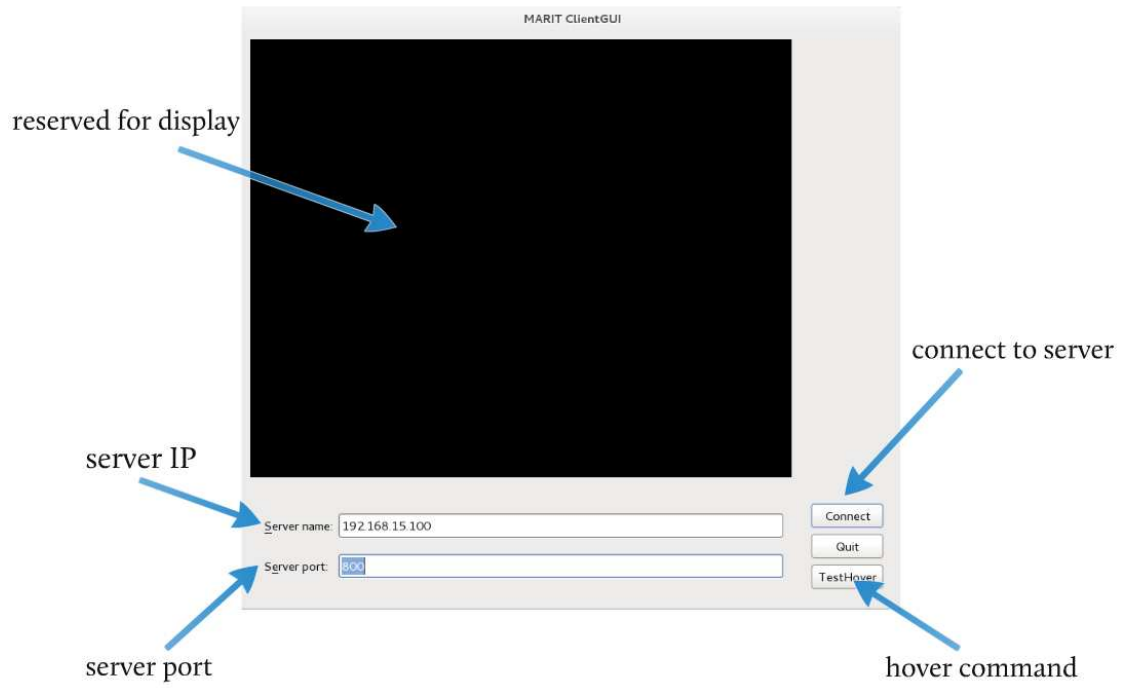 MARIT ClientGUI
reserved for display
connect to server
server IP
Server name: 192.168.15.100
Connect
Quit
Server port: 800
TestHover
server port
hover command